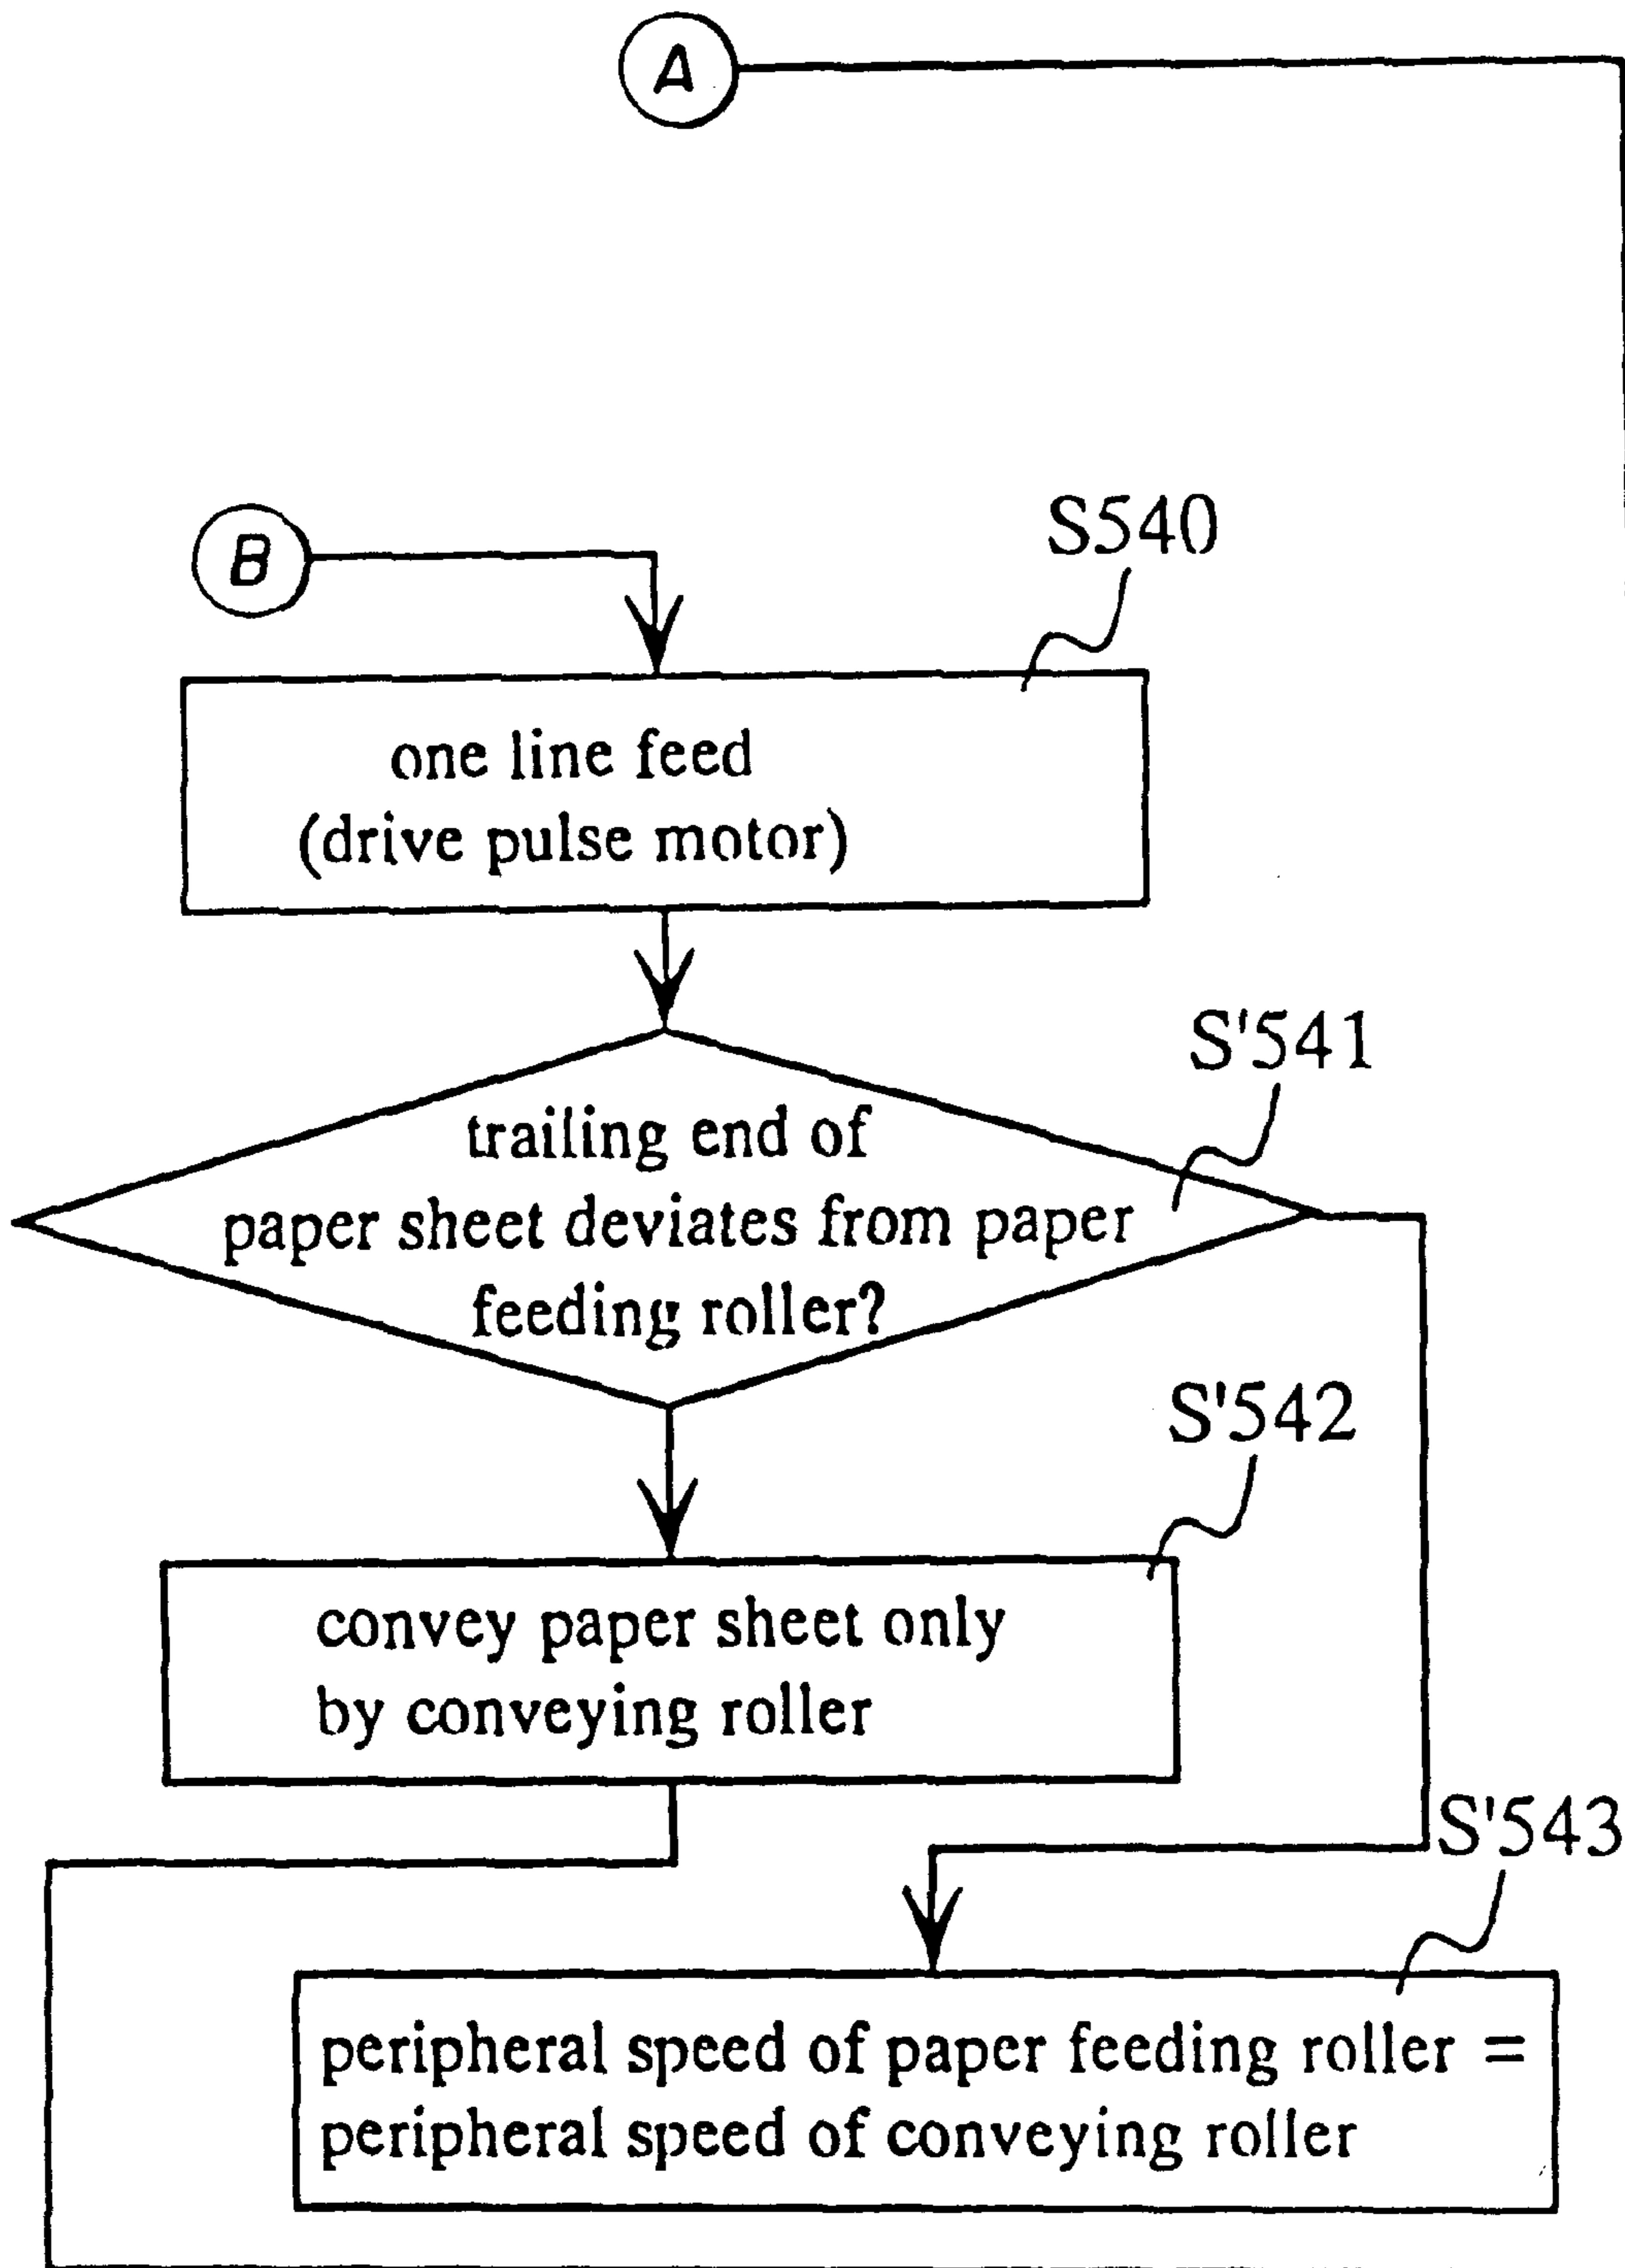 A
B
S540
one line feed
(drive pulse motor)
S'541
trailing end of
paper sheet deviates from paper
feeding roller?
S'542
convey paper sheet only
by conveying roller
S'543
peripheral speed of paper feeding roller =
peripheral speed of conveying roller